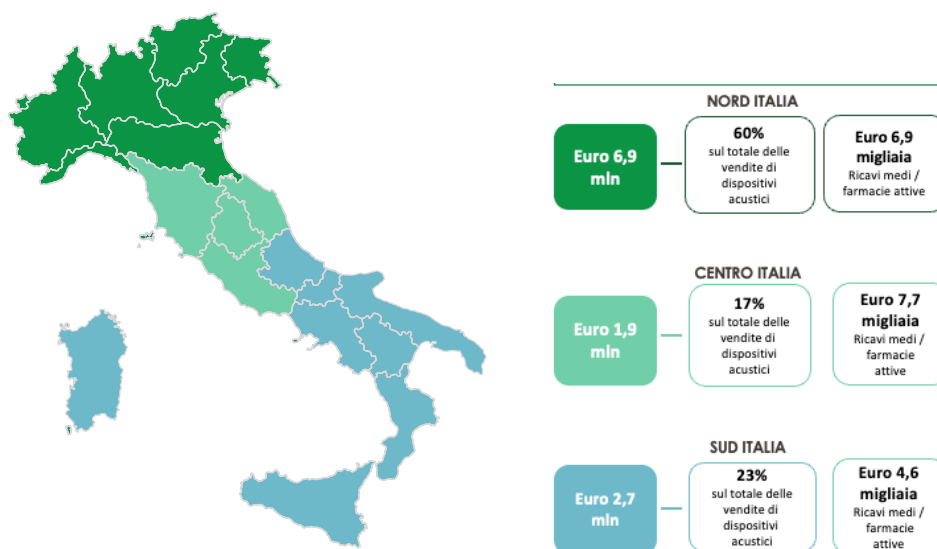 NORD ITALIA
Euro 6,9
mln
60%
sul totale delle
vendite di
dispositivi
acustici
Euro 6,9
migliaia
Ricavi medi /
farmacie attive
CENTRO ITALIA
Euro 1,9
mln
17%
sul totale delle
vendite di
dispositivi
acustici
Euro 7,7
migliaia
Ricavi medi /
farmacie
attive
SUD ITALIA
Euro 2,7
mln
23%
sul totale delle
vendite di
dispositivi
acustici
Euro 4,6
migliaia
Ricavi medi /
farmacie
attive